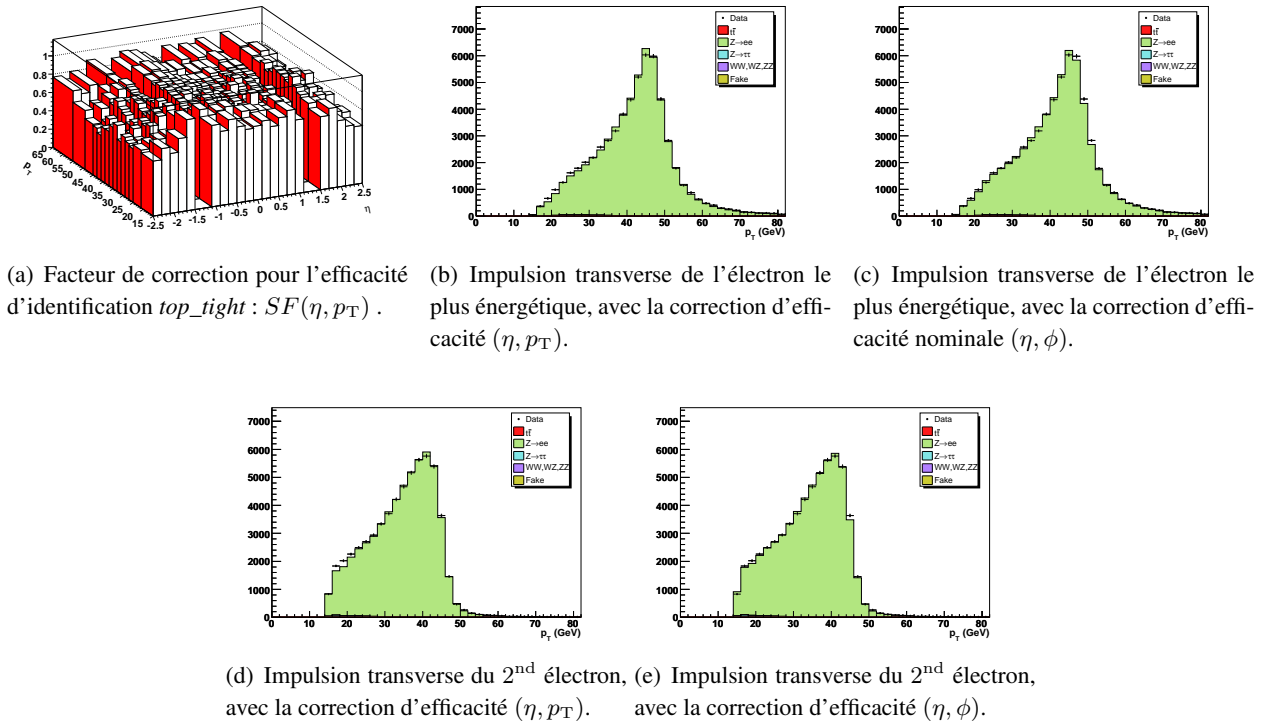 1
0.8
0.6
0.4
0.2
0
65
60
55
50
45
40
35
30
25
20
15
p_T
-2.5
-2
-1.5
-1
-0.5
0
0.5
1
1.5
2
2.5
η
7000
6000
5000
4000
3000
2000
1000
0
0 10 20 30 40 50 60 70 80
p_T (GeV)
Data
tt̄
Z→ee
Z→ττ
WW,WZ,ZZ
Fake
7000
6000
5000
4000
3000
2000
1000
0
0 10 20 30 40 50 60 70 80
p_T (GeV)
Data
tt̄
Z→ee
Z→ττ
WW,WZ,ZZ
Fake
(a) Facteur de correction pour l'efficacité
d'identification top_tight : SF(η, p_T) .
(b) Impulsion transverse de l'électron le
plus énergétique, avec la correction d'effi-
cacité (η, p_T).
(c) Impulsion transverse de l'électron le
plus énergétique, avec la correction d'effi-
cacité nominale (η, ϕ).
7000
6000
5000
4000
3000
2000
1000
0
0 10 20 30 40 50 60 70 80
p_T (GeV)
Data
tt̄
Z→ee
Z→ττ
WW,WZ,ZZ
Fake
7000
6000
5000
4000
3000
2000
1000
0
0 10 20 30 40 50 60 70 80
p_T (GeV)
Data
tt̄
Z→ee
Z→ττ
WW,WZ,ZZ
Fake
(d) Impulsion transverse du 2nd électron,
avec la correction d'efficacité (η, p_T).
(e) Impulsion transverse du 2nd électron,
avec la correction d'efficacité (η, ϕ).